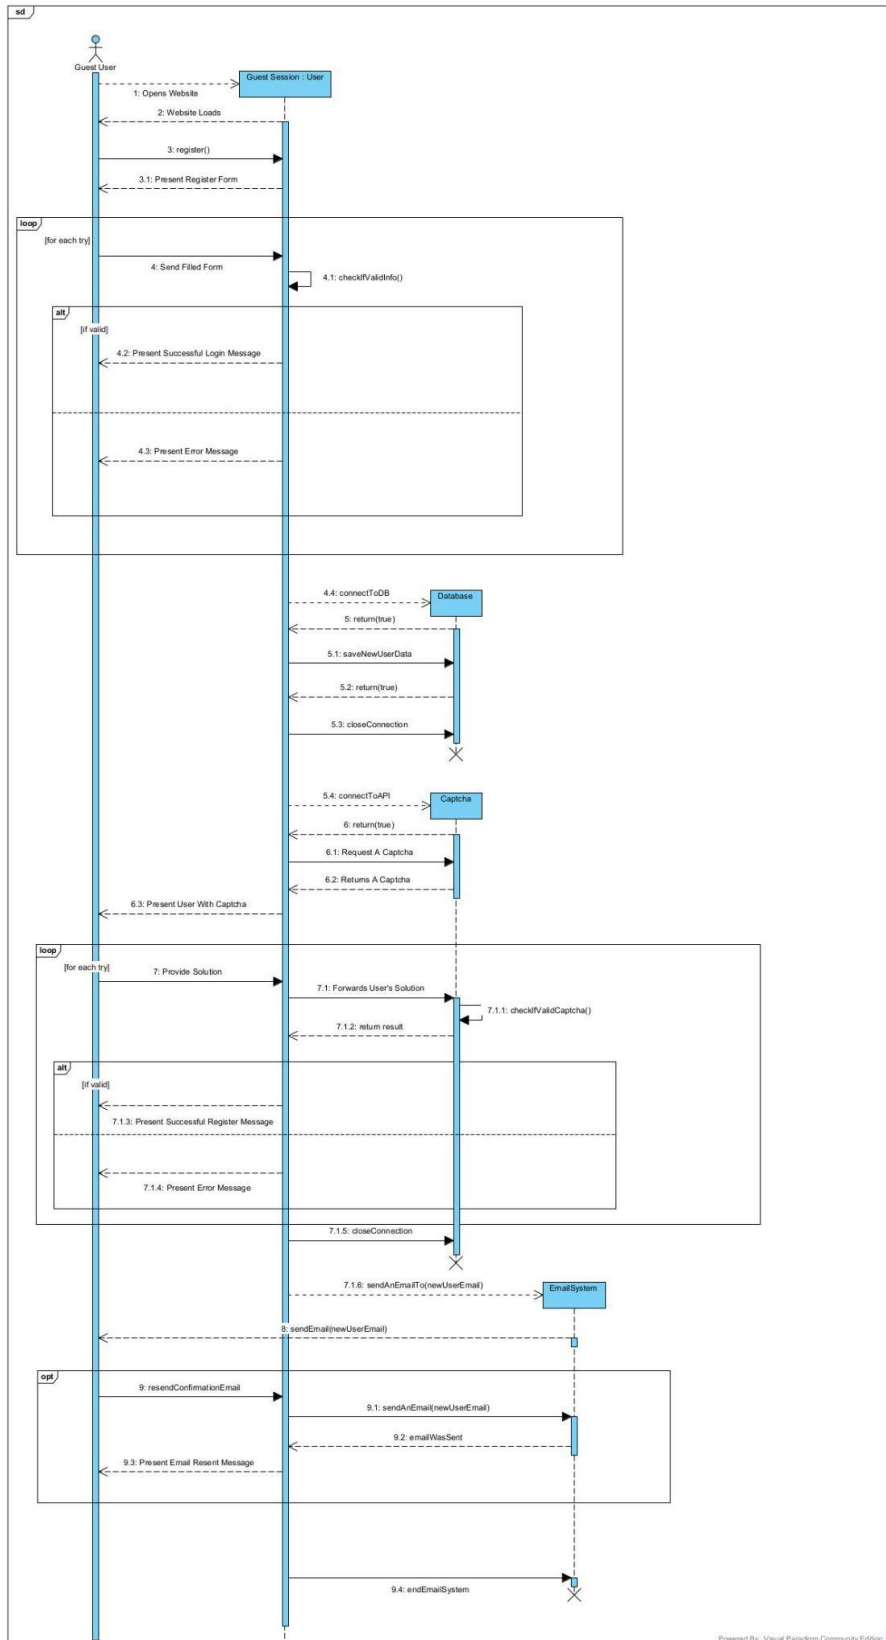 sd
Guest User
Guest Session : User
1: Opens Website
2: Website Loads
3: register()
3.1: Present Register Form
loop
[for each try]
4: Send Filled Form
4.1: checkIfValidInfo()
alt
[if valid]
4.2: Present Successful Login Message
4.3: Present Error Message
4.4: connectToDB
Database
5: return(true)
5.1: saveNewUserData
5.2: return(true)
5.3: closeConnection
5.4: connectToAPI
Captcha
6: return(true)
6.1: Request A Captcha
6.2: Returns A Captcha
6.3: Present User With Captcha
loop
[for each try]
7: Provide Solution
7.1: Forwards User's Solution
7.1.1: checkIfValidCaptcha()
7.1.2: return result
alt
[if valid]
7.1.3: Present Successful Register Message
7.1.4: Present Error Message
7.1.5: closeConnection
7.1.6: sendAnEmailTo(newUserEmail)
EmailSystem
8: sendEmail(newUserEmail)
opt
9: resendConfirmationEmail
9.1: sendAnEmail(newUserEmail)
9.2: emailWasSent
9.3: Present Email Resent Message
9.4: endEmailSystem
Powered By: Visual Paradigm Community Edition